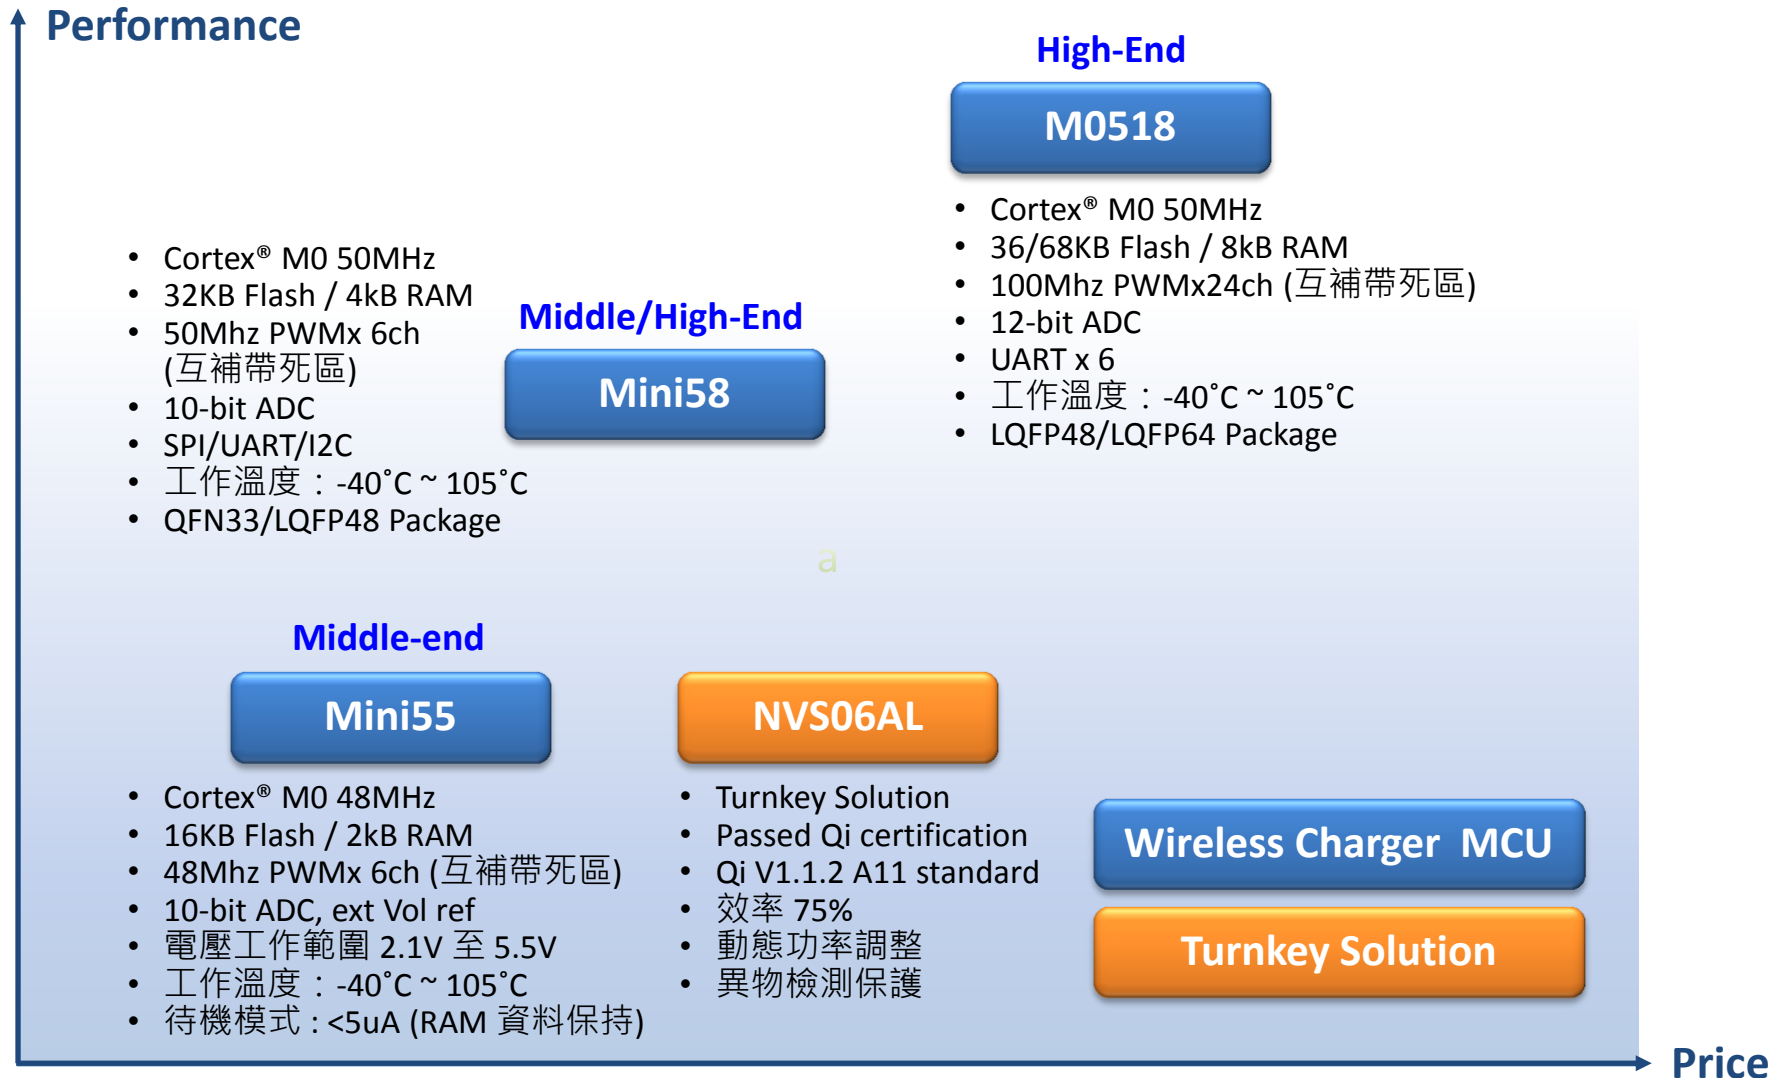 Performance
High-End
M0518
• Cortex® M0 50MHz
• 36/68KB Flash / 8kB RAM
• 100Mhz PWMx24ch (互補帶死區)
• 12-bit ADC
• UART x 6
• 工作溫度：-40˚C ~ 105˚C
• LQFP48/LQFP64 Package
Middle/High-End
Mini58
• Cortex® M0 50MHz
• 32KB Flash / 4kB RAM
• 50Mhz PWMx 6ch
(互補帶死區)
• 10-bit ADC
• SPI/UART/I2C
• 工作溫度：-40˚C ~ 105˚C
• QFN33/LQFP48 Package
a
Middle-end
Mini55
• Cortex® M0 48MHz
• 16KB Flash / 2kB RAM
• 48Mhz PWMx 6ch (互補帶死區)
• 10-bit ADC, ext Vol ref
• 電壓工作範圍 2.1V 至 5.5V
• 工作溫度：-40˚C ~ 105˚C
• 待機模式 : <5uA (RAM 資料保持)
NVS06AL
• Turnkey Solution
• Passed Qi certification
• Qi V1.1.2 A11 standard
• 效率 75%
• 動態功率調整
• 異物檢測保護
Wireless Charger MCU
Turnkey Solution
Price